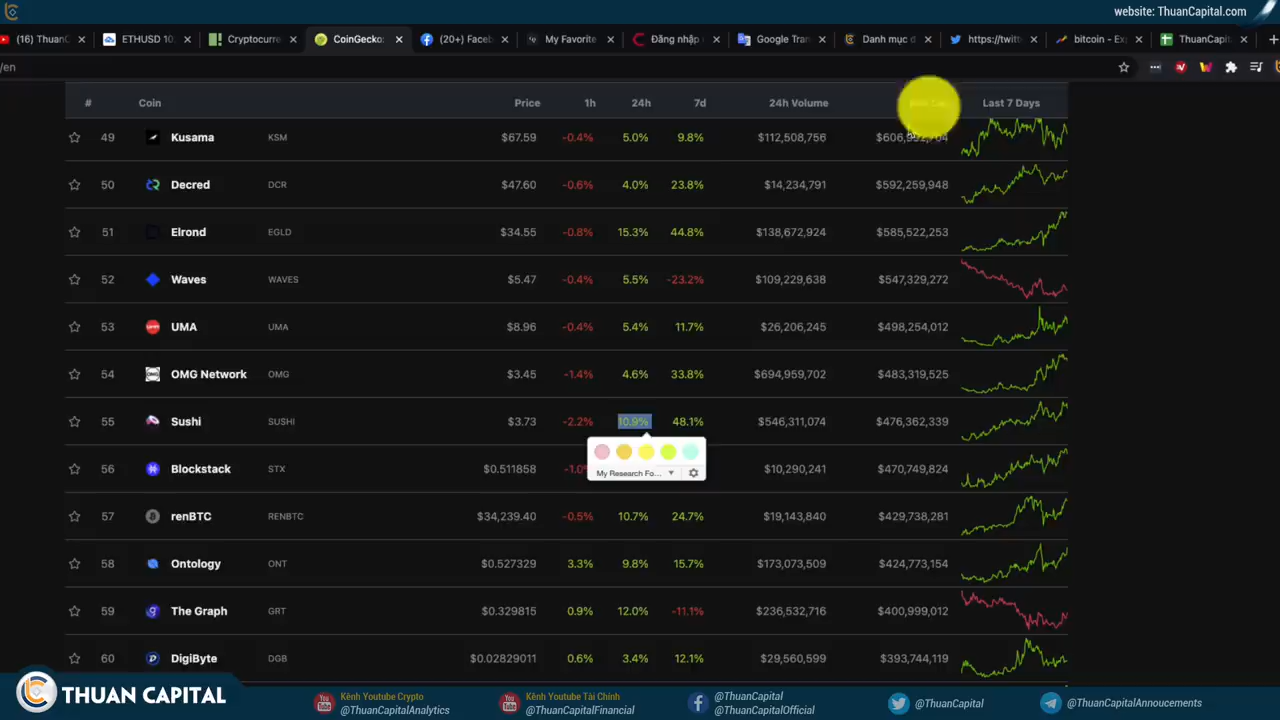 website: ThuanCapital.com
(16) ThuanC
ETHUSD 10
Cryptocurre
CoinGecko:
(20+) Faceb
My Favorite
Đăng nhập
Google Tran
Danh mục d
https://twitt
bitcoin - Exp
ThuanCapit
/en
# Coin Price 1h 24h 7d 24h Volume Last 7 Days
49 Kusama KSM $67.59 -0.4% 5.0% 9.8% $112,508,756
50 Decred DCR $47.60 -0.6% 4.0% 23.8% $14,234,791 $592,259,948
51 Elrond EGLD $34.55 -0.8% 15.3% 44.8% $138,672,924 $585,522,253
52 Waves WAVES $5.47 -0.4% 5.5% -23.2% $109,229,638 $547,329,272
53 UMA UMA $8.96 -0.4% 5.4% 11.7% $26,206,245 $498,254,012
54 OMG Network OMG $3.45 -1.4% 4.6% 33.8% $694,959,702 $483,319,525
55 Sushi SUSHI $3.73 -2.2% 10.9% 48.1% $546,311,074 $476,362,339
56 Blockstack STX $0.511858 -1.0 $10,290,241 $470,749,824
My Research Fo...
57 renBTC RENBTC $34,239.40 -0.5% 10.7% 24.7% $19,143,840 $429,738,281
58 Ontology ONT $0.527329 3.3% 9.8% 15.7% $173,073,509 $424,773,154
59 The Graph GRT $0.329815 0.9% 12.0% -11.1% $236,532,716 $400,999,012
60 DigiByte DGB $0.02829011 0.6% 3.4% 12.1% $29,560,599 $393,744,119
THUAN CAPITAL
Kênh Youtube Crypto
@ThuanCapitalAnalytics
Kênh Youtube Tài Chính
@ThuanCapitalFinancial
@ThuanCapital
@ThuanCapitalOfficial
@ThuanCapital
@ThuanCapitalAnnoucements